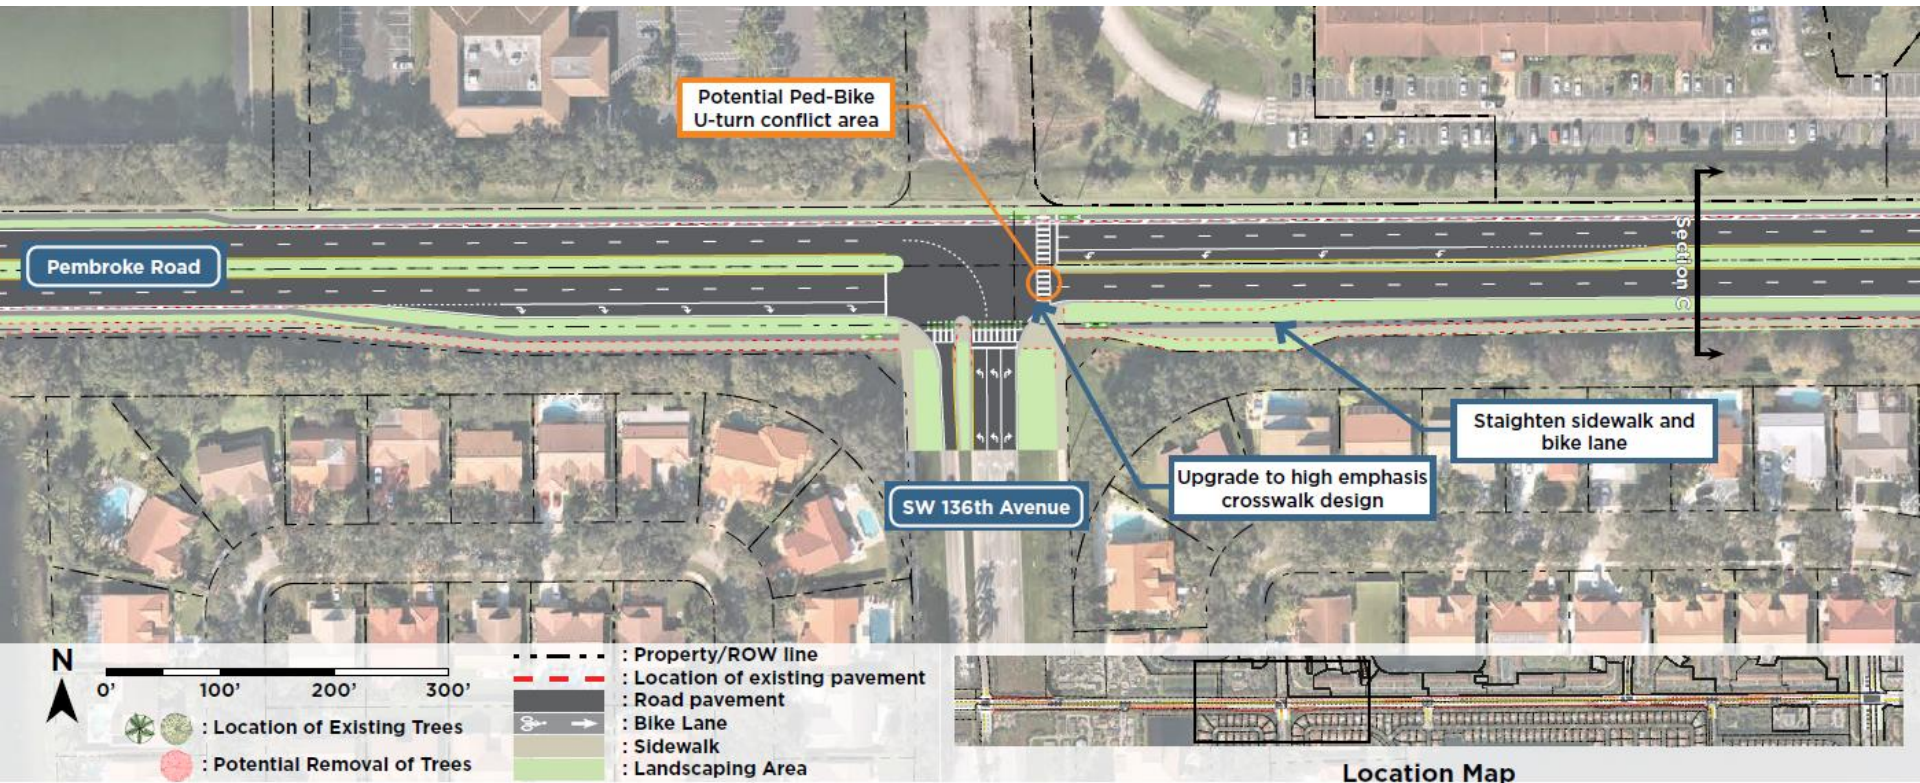 Potential Ped-Bike
U-turn conflict area
Pembroke Road
Section C
Staighten sidewalk and
bike lane
Upgrade to high emphasis
crosswalk design
SW 136th Avenue
N
0' 100' 200' 300'
: Location of Existing Trees
: Potential Removal of Trees
: Property/ROW line
: Location of existing pavement
: Road pavement
: Bike Lane
: Sidewalk
: Landscaping Area
Location Map